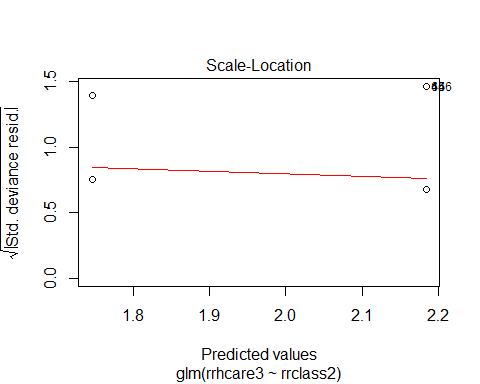 Scale-Location
√|Std. deviance resid.|
1.5
1.0
0.5
0.0
1.8
1.9
2.0
2.1
2.2
Predicted values
glm(rrhcare3 ~ rrclass2)